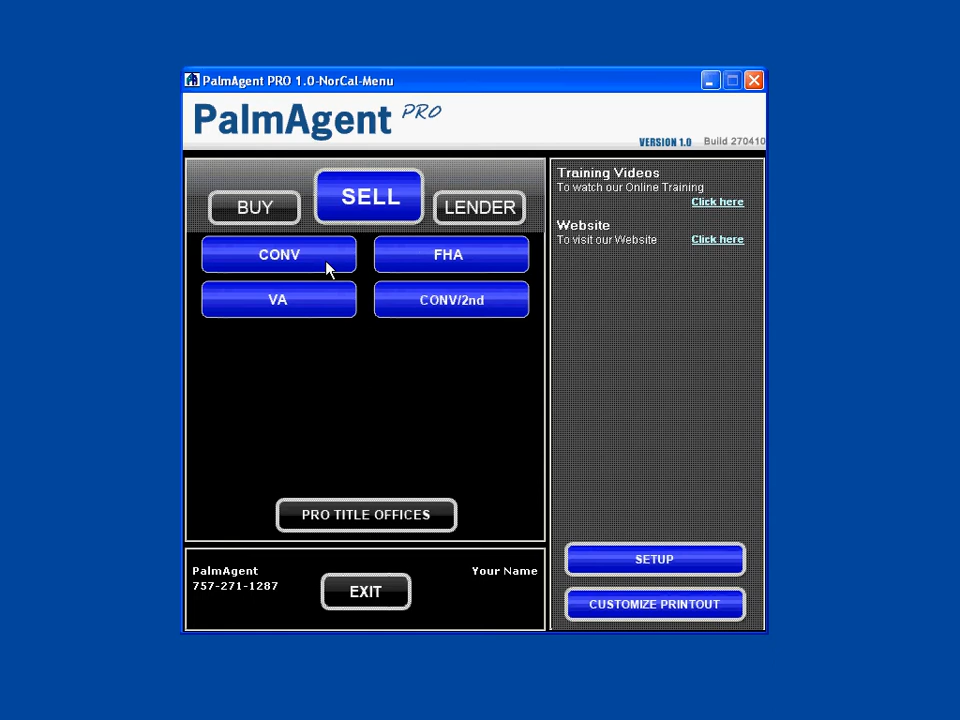 PalmAgent PRO 1.0-NorCal-Menu
PalmAgent PRO
VERSION 1.0 Build 270410
BUY SELL LENDER
CONV FHA
VA CONV/2nd
PRO TITLE OFFICES
PalmAgent
757-271-1287
EXIT
Your Name
Training Videos
To watch our Online Training
Click here
Website
To visit our Website Click here
SETUP
CUSTOMIZE PRINTOUT